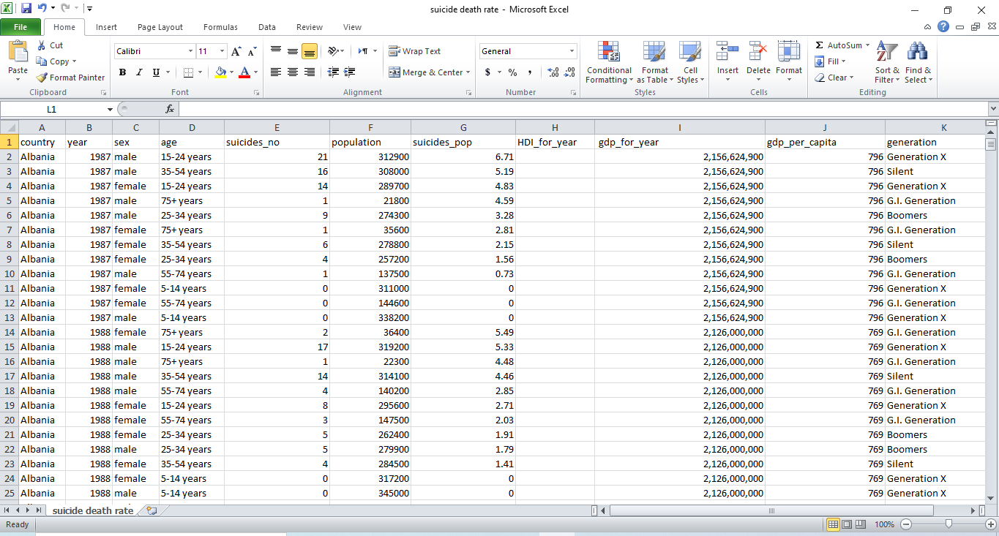 suicide death rate - Microsoft Excel
File Home Insert Page Layout Formulas Data Review View
Paste Cut Copy Format Painter Clipboard
Calibri 11 B I U Font
Wrap Text Merge & Center Alignment
General $ % , Number
Conditional Formatting Format as Table Cell Styles Styles
Insert Delete Format Cells
AutoSum Fill Clear Sort & Filter Find & Select Editing
L1 fx
A B C D E F G H I J K
1 country year sex age suicides_no population suicides_pop HDI_for_year gdp_for_year gdp_per_capita generation
2 Albania 1987 male 15-24 years 21 312900 6.71 2,156,624,900 796 Generation X
3 Albania 1987 male 35-54 years 16 308000 5.19 2,156,624,900 796 Silent
4 Albania 1987 female 15-24 years 14 289700 4.83 2,156,624,900 796 Generation X
5 Albania 1987 male 75+ years 1 21800 4.59 2,156,624,900 796 G.I. Generation
6 Albania 1987 male 25-34 years 9 274300 3.28 2,156,624,900 796 Boomers
7 Albania 1987 female 75+ years 1 35600 2.81 2,156,624,900 796 G.I. Generation
8 Albania 1987 female 35-54 years 6 278800 2.15 2,156,624,900 796 Silent
9 Albania 1987 female 25-34 years 4 257200 1.56 2,156,624,900 796 Boomers
10 Albania 1987 male 55-74 years 1 137500 0.73 2,156,624,900 796 G.I. Generation
11 Albania 1987 female 5-14 years 0 311000 0 2,156,624,900 796 Generation X
12 Albania 1987 female 55-74 years 0 144600 0 2,156,624,900 796 G.I. Generation
13 Albania 1987 male 5-14 years 0 338200 0 2,156,624,900 796 Generation X
14 Albania 1988 female 75+ years 2 36400 5.49 2,126,000,000 769 G.I. Generation
15 Albania 1988 male 15-24 years 17 319200 5.33 2,126,000,000 769 Generation X
16 Albania 1988 male 75+ years 1 22300 4.48 2,126,000,000 769 G.I. Generation
17 Albania 1988 male 35-54 years 14 314100 4.46 2,126,000,000 769 Silent
18 Albania 1988 male 55-74 years 4 140200 2.85 2,126,000,000 769 G.I. Generation
19 Albania 1988 female 15-24 years 8 295600 2.71 2,126,000,000 769 Generation X
20 Albania 1988 female 55-74 years 3 147500 2.03 2,126,000,000 769 G.I. Generation
21 Albania 1988 female 25-34 years 5 262400 1.91 2,126,000,000 769 Boomers
22 Albania 1988 male 25-34 years 5 279900 1.79 2,126,000,000 769 Boomers
23 Albania 1988 female 35-54 years 4 284500 1.41 2,126,000,000 769 Silent
24 Albania 1988 female 5-14 years 0 317200 0 2,126,000,000 769 Generation X
25 Albania 1988 male 5-14 years 0 345000 0 2,126,000,000 769 Generation X
suicide death rate
Ready 100%